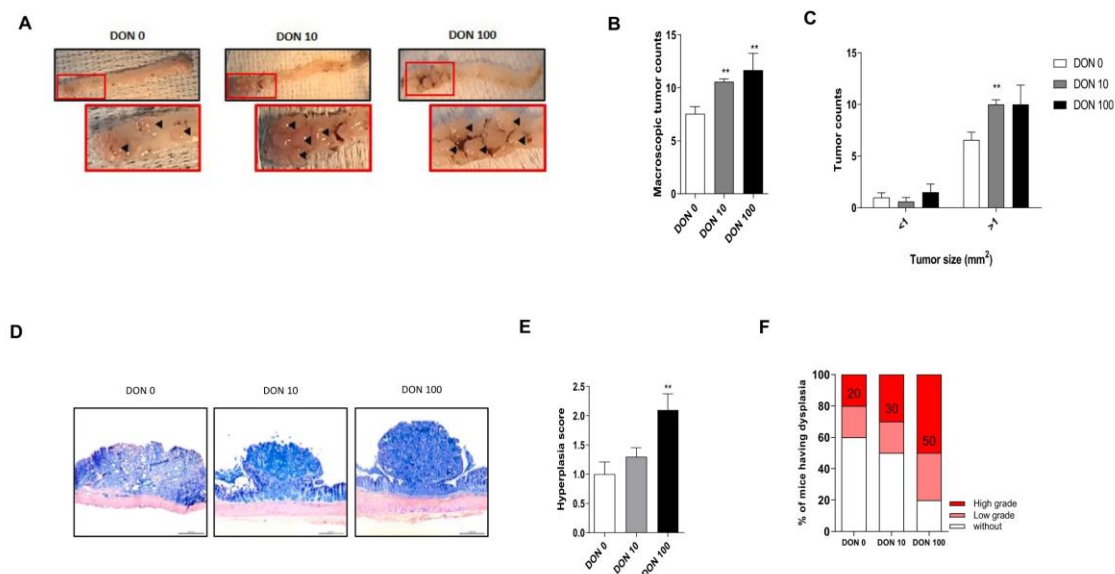 A
DON 0
DON 10
DON 100
B
Macroscopic tumor counts
20
15
10
5
0
**
**
DON 0
DON 10
DON 100
C
Tumor counts
15
10
5
0
**
<1
>1
Tumor size (mm²)
DON 0
DON 10
DON 100
D
DON 0
DON 10
DON 100
E
Hyperplasia score
2.5
2.0
1.5
1.0
0.5
0.0
**
DON 0
DON 10
DON 100
F
% of mice having dysplasia
100
80
60
40
20
0
20
30
50
DON 0
DON 10
DON 100
High grade
Low grade
without